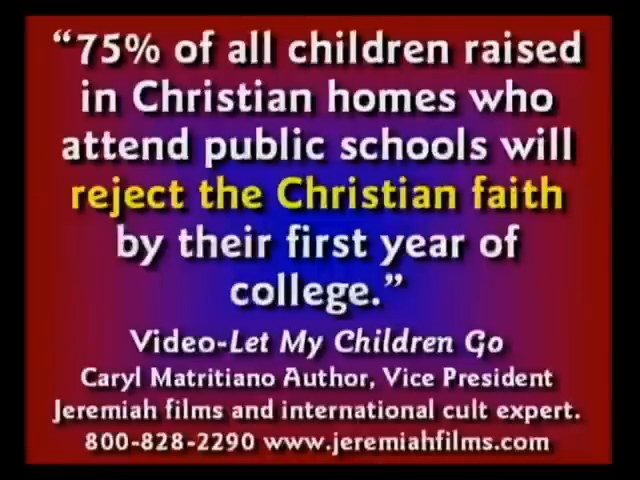 “75% of all children raised
in Christian homes who
attend public schools will
reject the Christian faith
by their first year of
college.”
Video-Let My Children Go
Caryl Matritiano Author, Vice President
Jeremiah films and international cult expert.
800-828-2290 www.jeremiahfilms.com